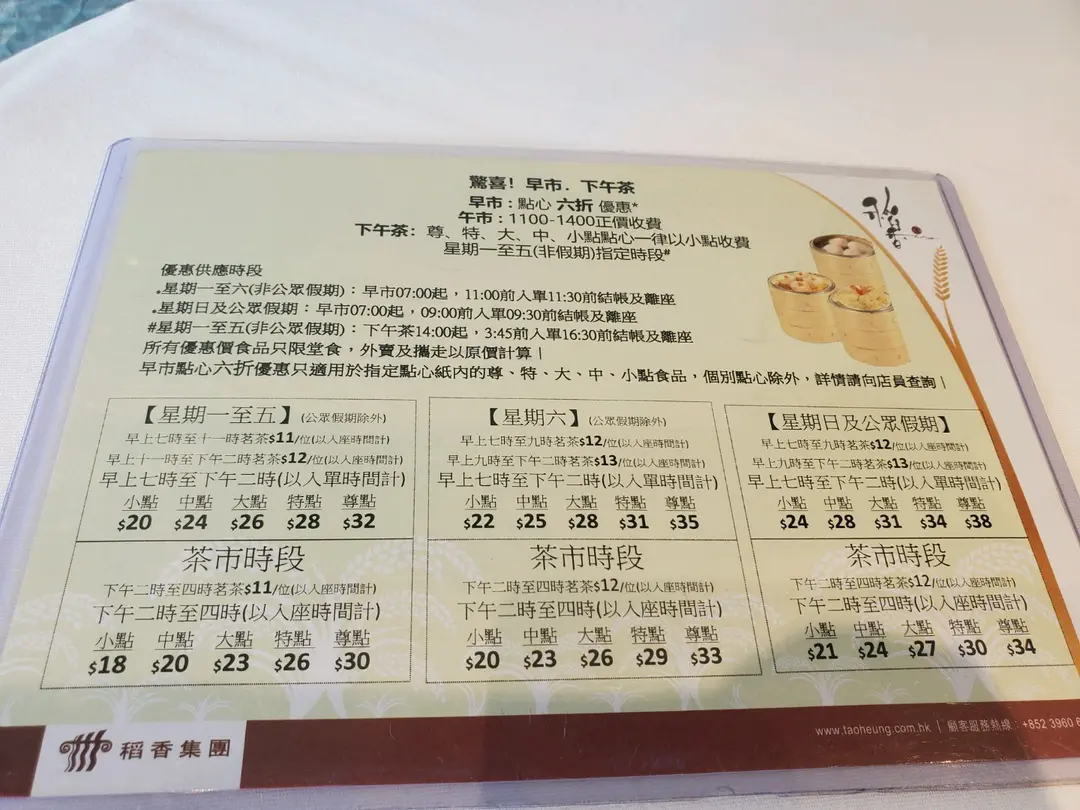 驚喜！早市．下午茶
早市：點心 六折 優惠*
午市：1100-1400正價收費
下午茶：尊、特、大、中、小點點心一律以小點收費
星期一至五(非假期)指定時段#
優惠供應時段
*星期一至六(非公眾假期)：早市07:00起，11:00前入單11:30前結帳及離座
*星期日及公眾假期：早市07:00起，09:00前入單09:30前結帳及離座
#星期一至五(非公眾假期)：下午茶14:00起，3:45前入單16:30前結帳及離座
所有優惠價食品只限堂食，外賣及攜走以原價計算！
早市點心六折優惠只適用於指定點心紙內的尊、特、大、中、小點食品，個別點心除外，詳情請向店員查詢！
稻香
【星期一至五】(公眾假期除外)
早上七時至十一時茗茶$11/位(以入座時間計)
早上十一時至下午二時茗茶$12/位(以入座時間計)
早上七時至下午二時(以入單時間計)
小點 中點 大點 特點 尊點
$20 $24 $26 $28 $32
茶市時段
下午二時至四時茗茶$11/位(以入座時間計)
下午二時至四時(以入座時間計)
小點 中點 大點 特點 尊點
$18 $20 $23 $26 $30
【星期六】(公眾假期除外)
早上七時至九時茗茶$12/位(以入座時間計)
早上九時至下午二時茗茶$13/位(以入座時間計)
早上七時至下午二時(以入單時間計)
小點 中點 大點 特點 尊點
$22 $25 $28 $31 $35
茶市時段
下午二時至四時茗茶$12/位(以入座時間計)
下午二時至四時(以入座時間計)
小點 中點 大點 特點 尊點
$20 $23 $26 $29 $33
【星期日及公眾假期】
早上七時至九時茗茶$12/位(以入座時間計)
早上九時至下午二時茗茶$13/位(以入座時間計)
早上七時至下午二時(以入單時間計)
小點 中點 大點 特點 尊點
$24 $28 $31 $34 $38
茶市時段
下午二時至四時茗茶$12/位(以入座時間計)
下午二時至四時(以入座時間計)
小點 中點 大點 特點 尊點
$21 $24 $27 $30 $34
稻香集團
www.taoheung.com.hk | 顧客服務熱線：+852 3960 6